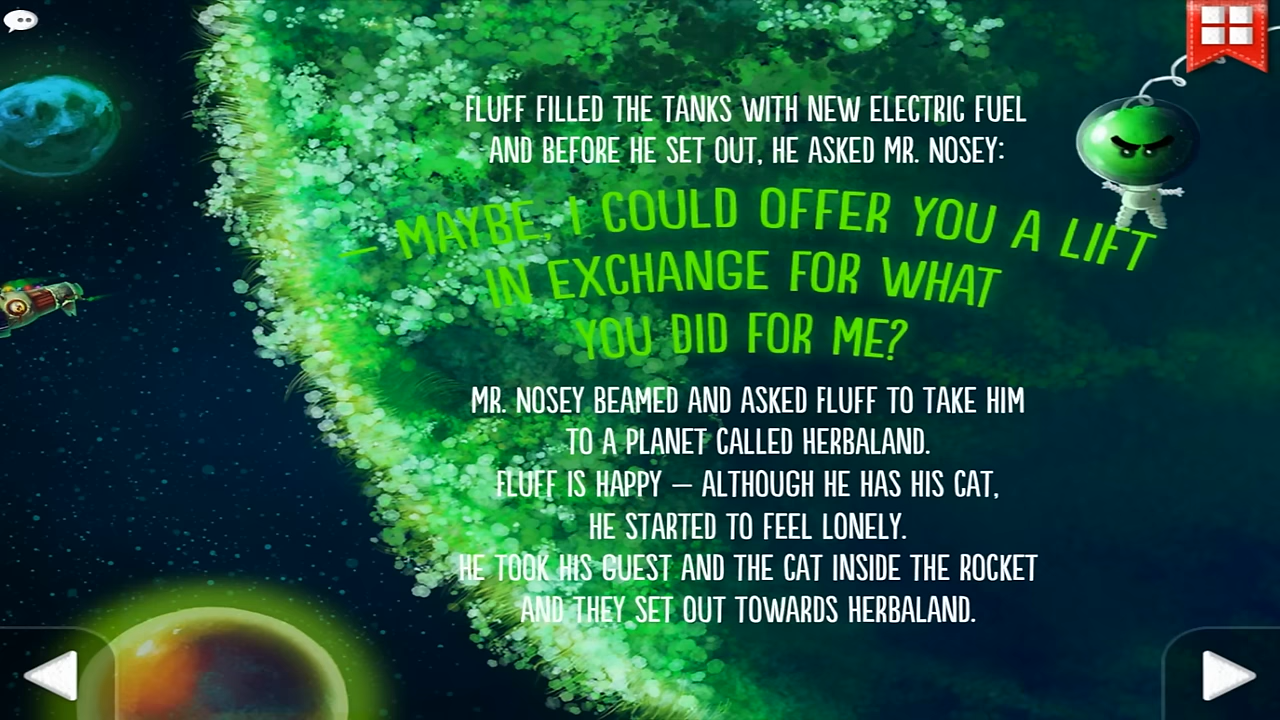 FLUFF FILLED THE TANKS WITH NEW ELECTRIC FUEL
AND BEFORE HE SET OUT, HE ASKED MR. NOSEY:
– MAYBE, I COULD OFFER YOU A LIFT
IN EXCHANGE FOR WHAT
YOU DID FOR ME?
MR. NOSEY BEAMED AND ASKED FLUFF TO TAKE HIM
TO A PLANET CALLED HERBALAND.
FLUFF IS HAPPY – ALTHOUGH HE HAS HIS CAT,
HE STARTED TO FEEL LONELY.
HE TOOK HIS GUEST AND THE CAT INSIDE THE ROCKET
AND THEY SET OUT TOWARDS HERBALAND.